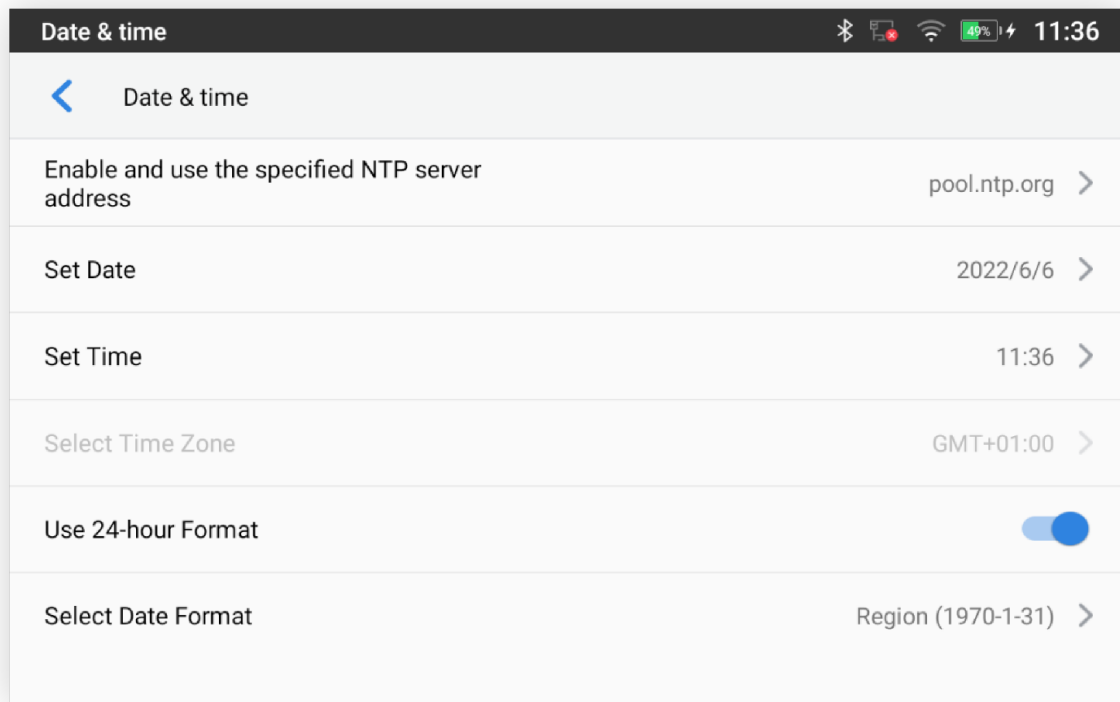 Date & time
49%
11:36
Date & time
Enable and use the specified NTP server
address
pool.ntp.org
Set Date
2022/6/6
Set Time
11:36
Select Time Zone
GMT+01:00
Use 24-hour Format
Select Date Format
Region (1970-1-31)